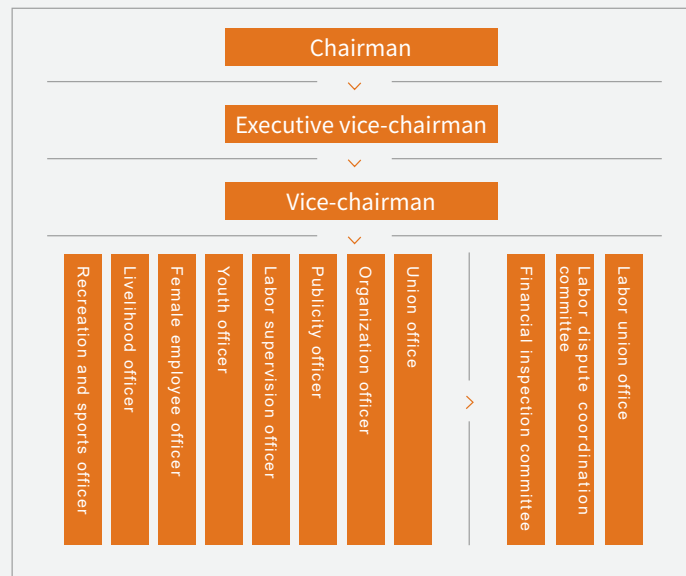 Chairman
Executive vice-chairman
Vice-chairman
Recreation and sports officer
Livelihood officer
Female employee officer
Youth officer
Labor supervision officer
Publicity officer
Organization officer
Union office
Financial inspection committee
Labor dispute coordination
committee
Labor union office